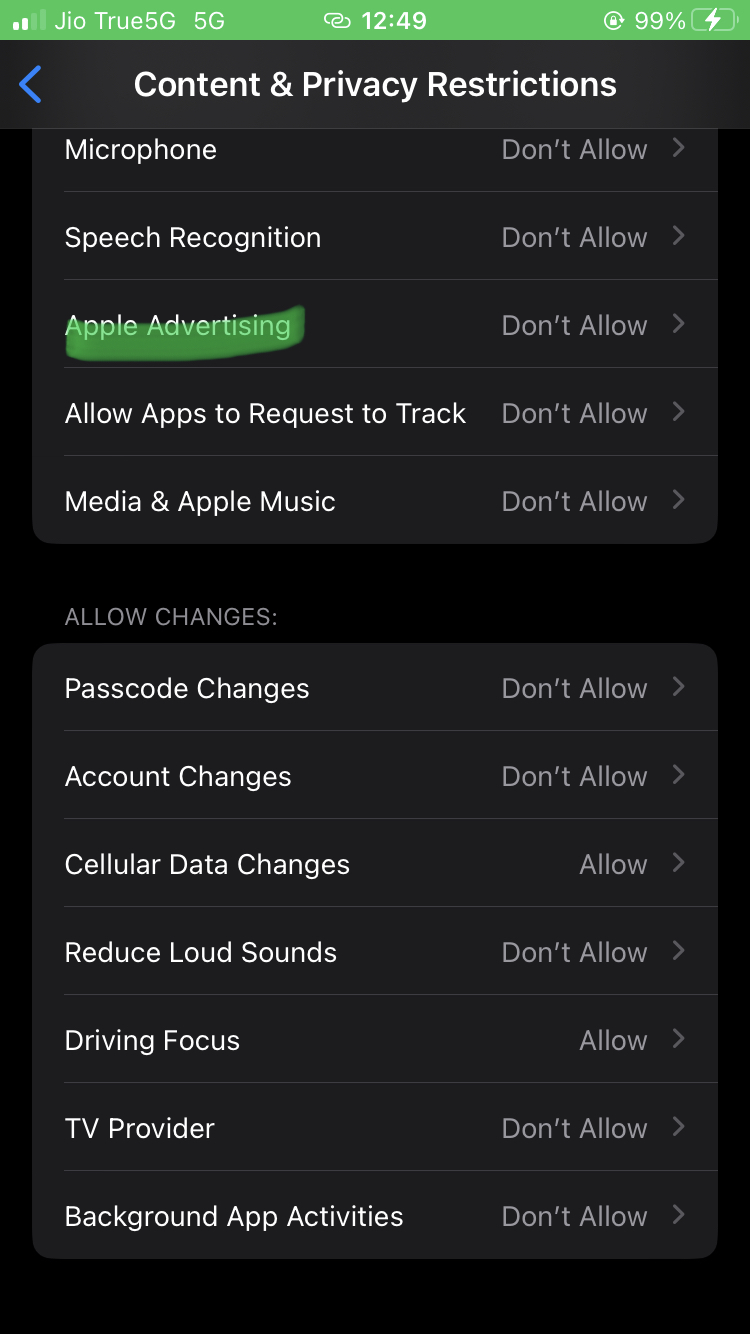 Jio True5G 5G 12:49 99%
Content & Privacy Restrictions
Microphone Don't Allow
Speech Recognition Don't Allow
Apple Advertising Don't Allow
Allow Apps to Request to Track Don't Allow
Media & Apple Music Don't Allow
ALLOW CHANGES:
Passcode Changes Don't Allow
Account Changes Don't Allow
Cellular Data Changes Allow
Reduce Loud Sounds Don't Allow
Driving Focus Allow
TV Provider Don't Allow
Background App Activities Don't Allow